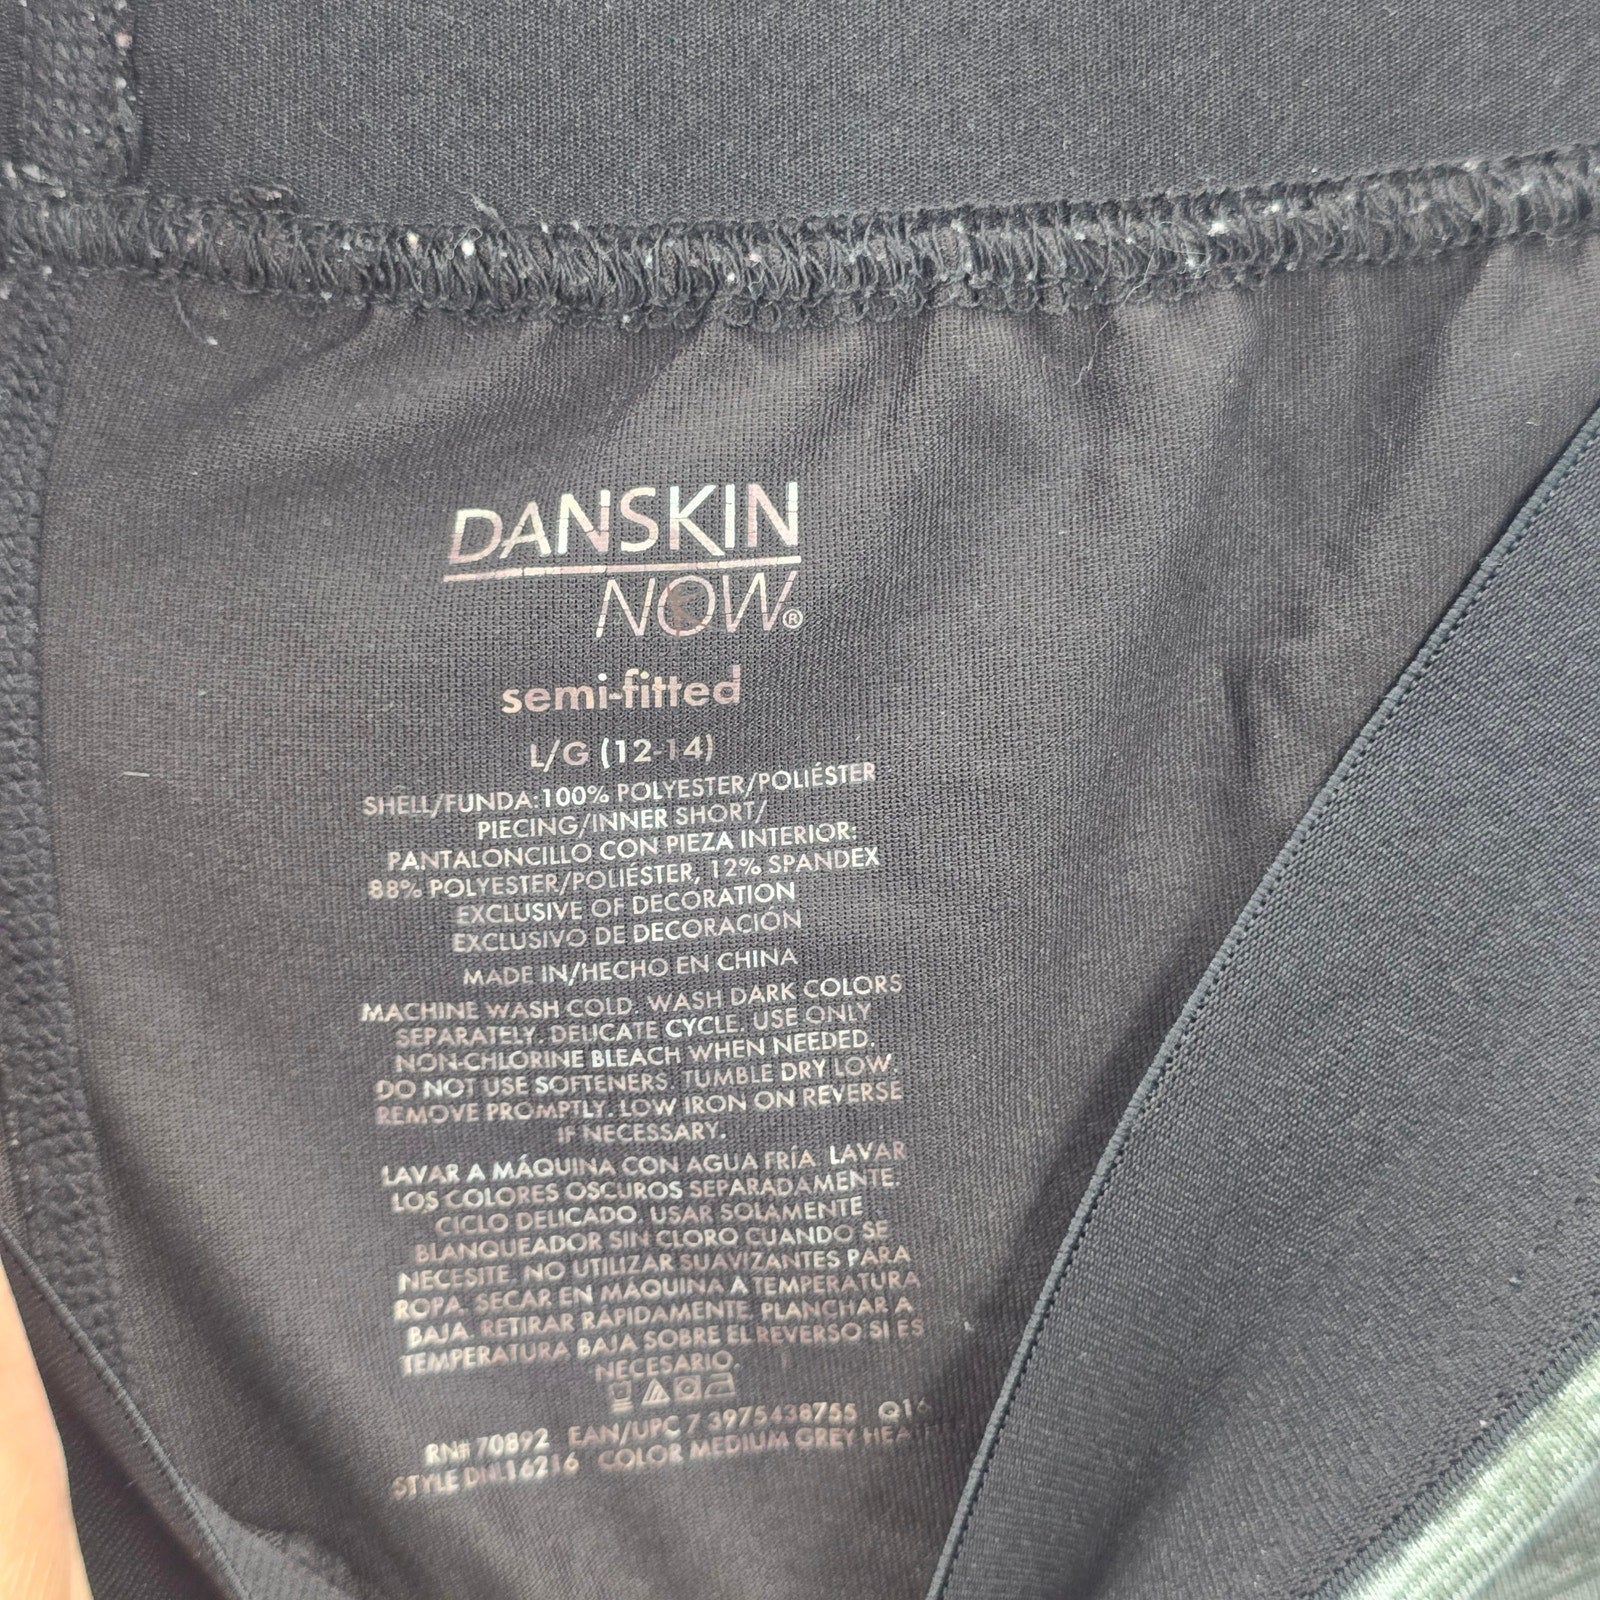 DANSKIN
NOW®
semi-fitted
L/G (12-14)
SHELL/FUNDA:100% POLYESTER/POLIÉSTER
PIECING/INNER SHORT/
PANTALONCILLO CON PIEZA INTERIOR:
88% POLYESTER/POLIÉSTER, 12% SPANDEX
EXCLUSIVE OF DECORATION
EXCLUSIVO DE DECORACIÓN
MADE IN/HECHO EN CHINA
MACHINE WASH COLD. WASH DARK COLORS
SEPARATELY. DELICATE CYCLE. USE ONLY
NON-CHLORINE BLEACH WHEN NEEDED.
DO NOT USE SOFTENERS. TUMBLE DRY LOW.
REMOVE PROMPTLY. LOW IRON ON REVERSE
IF NECESSARY.
LAVAR A MÁQUINA CON AGUA FRÍA. LAVAR
LOS COLORES OSCUROS SEPARADAMENTE.
CICLO DELICADO. USAR SOLAMENTE
BLANQUEADOR SIN CLORO CUANDO SE
NECESITE. NO UTILIZAR SUAVIZANTES PARA
ROPA. SECAR EN MÁQUINA A TEMPERATURA
BAJA. RETIRAR RÁPIDAMENTE. PLANCHAR A
TEMPERATURA BAJA SOBRE EL REVERSO SI ES
NECESARIO.
RN# 70892 EAN/UPC 7 3975438755
STYLE DNL16216 COLOR MEDIUM GREY